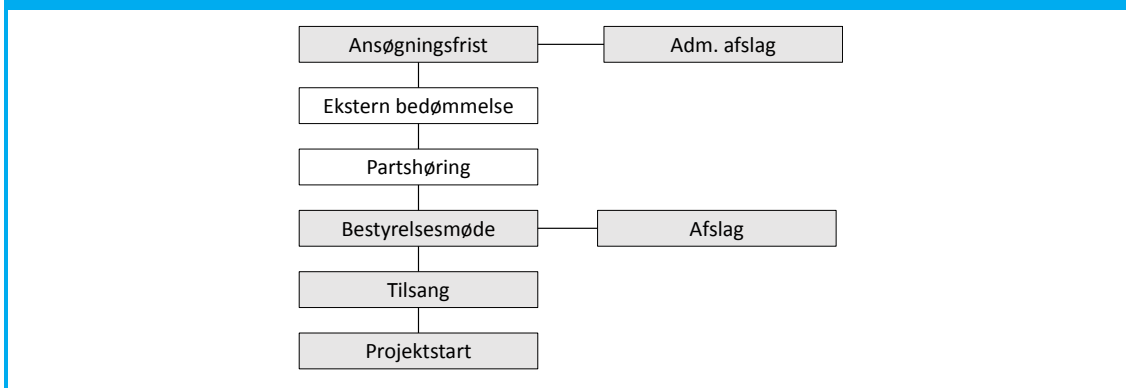 Ansøgningsfrist
Adm. afslag
Ekstern bedømmelse
Partshøring
Bestyrelsesmøde
Afslag
Tilsang
Projektstart